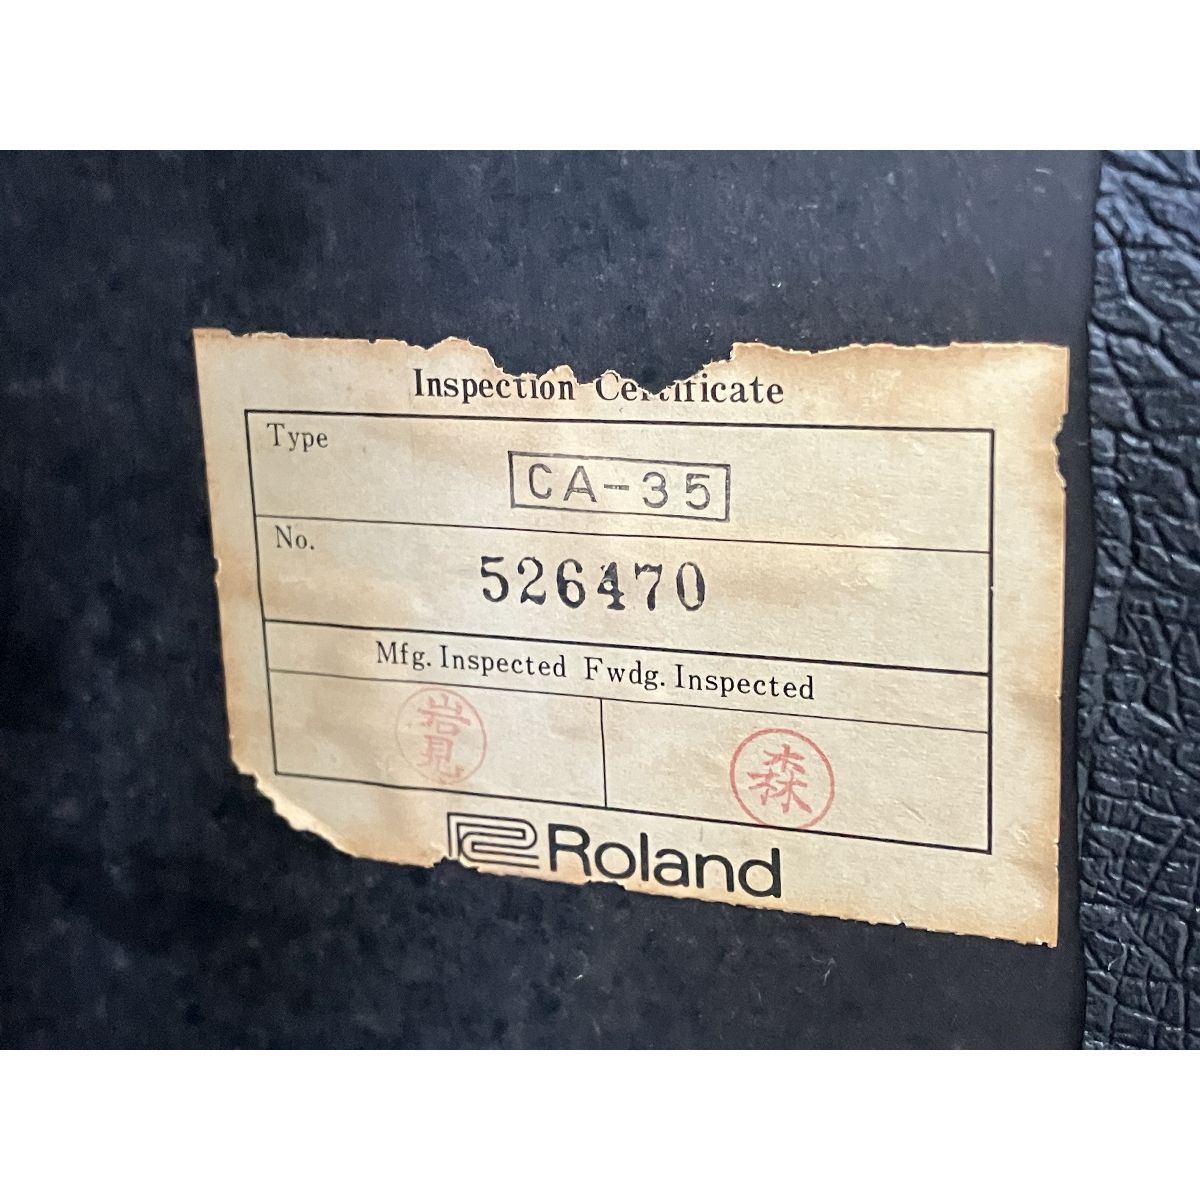 Inspection Certificate
Type
CA-35
No.
526470
Mfg. Inspected Fwdg. Inspected
岩見
森
Roland